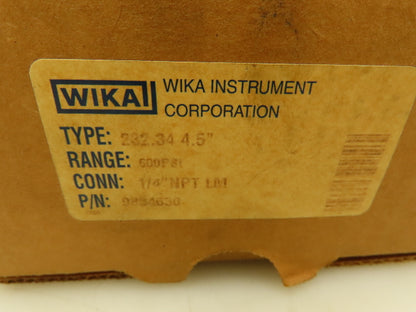 WIKA
WIKA INSTRUMENT
CORPORATION
TYPE: 232.34 4.5"
RANGE: 600PSI
CONN: 1/4"NPT LM
P/N: